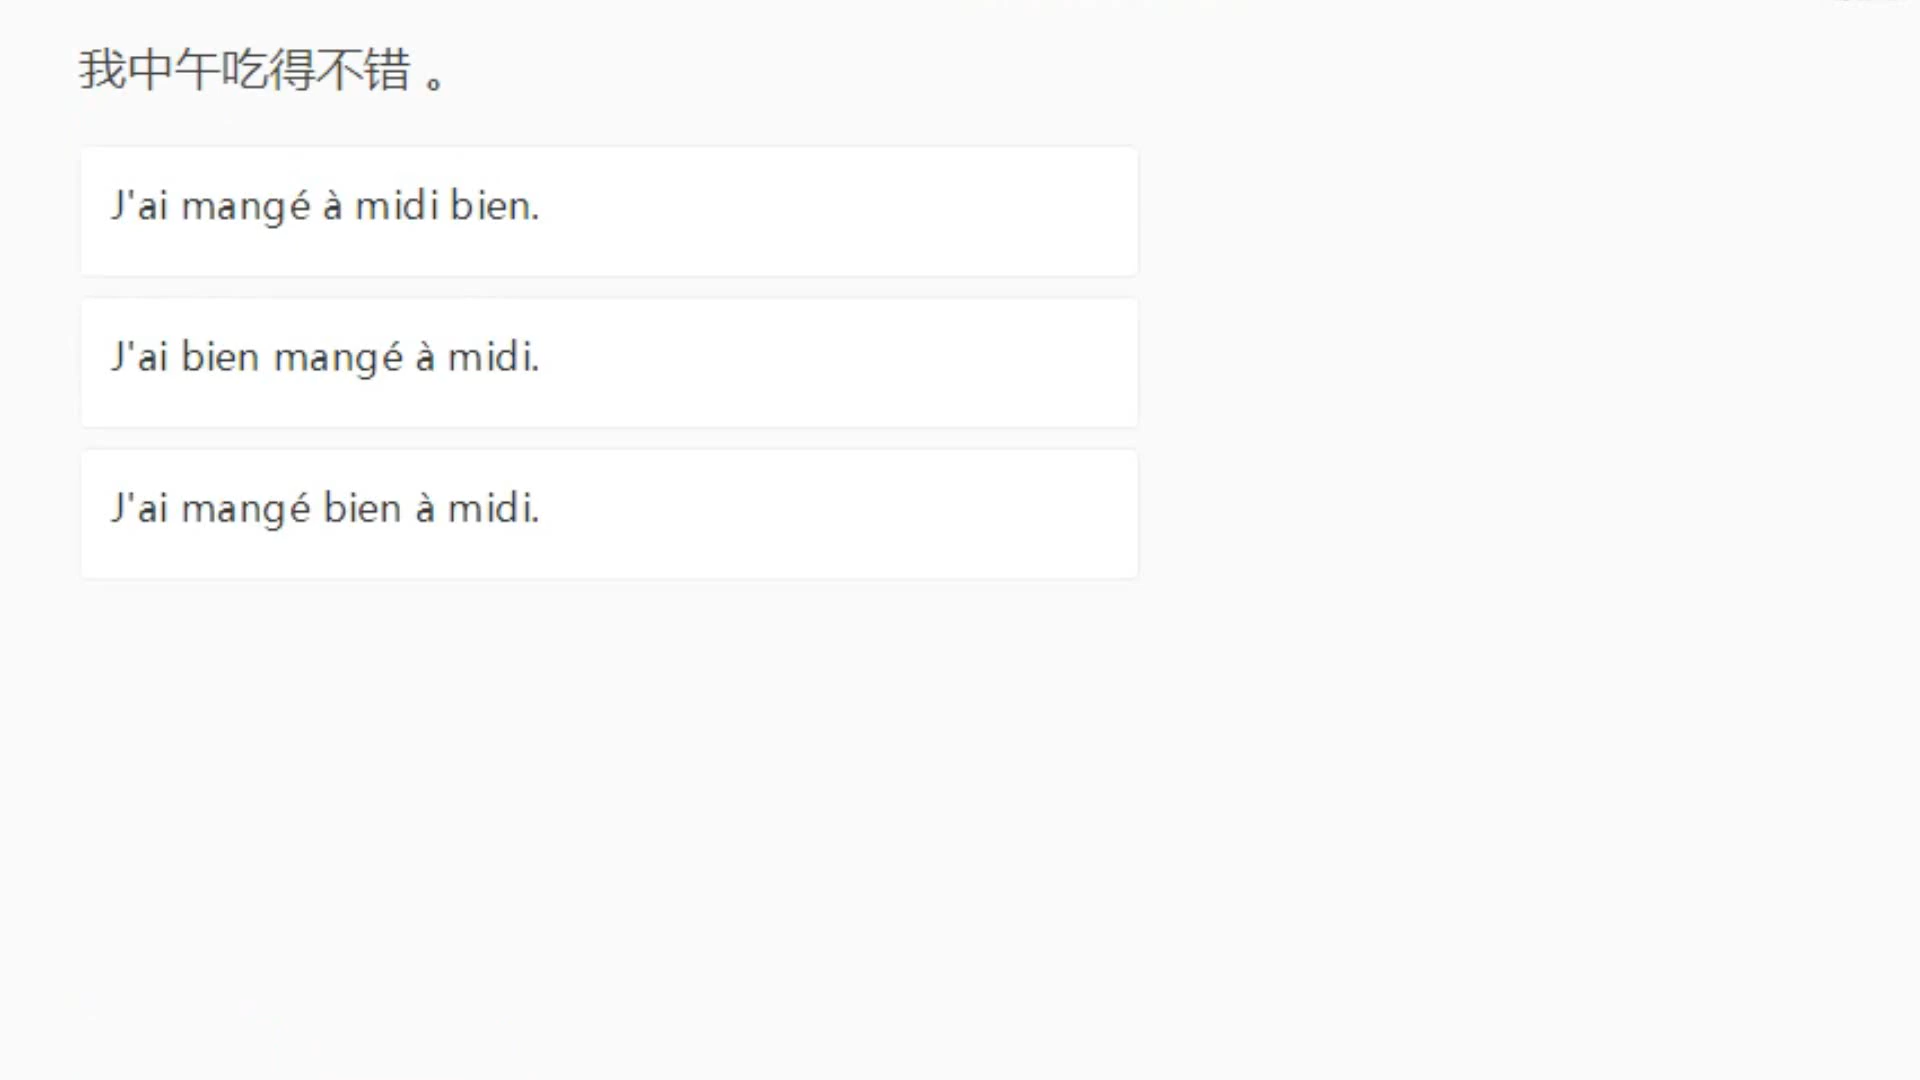 我中午吃得不错 。
J'ai mangé à midi bien.
J'ai bien mangé à midi.
J'ai mangé bien à midi.